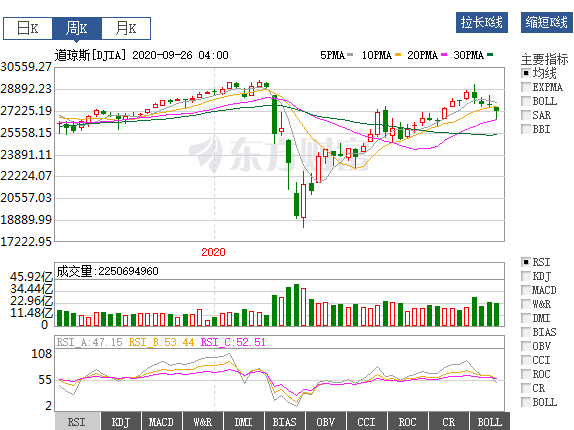 日K 周K 月K 拉长K线 缩短K线
道琼斯[DJIA] 2020-09-26 04:00 5PMA 10PMA 20PMA 30PMA
主要指标
均线
EXPMA
BOLL
SAR
BBI
30559.27
28892.23
27225.19
25558.15
23891.11
22224.07
20557.03
18889.99
17222.95
东方财富
2020
成交量:2250694960
45.92亿
34.44亿
22.96亿
11.48亿
0
RSI_A:47.15 RSI_B:53.44 RSI_C:52.51
108
55
2
RSI
KDJ
MACD
W&R
DMI
BIAS
OBV
CCI
ROC
CR
BOLL
RSI KDJ MACD W&R DMI BIAS OBV CCI ROC CR BOLL